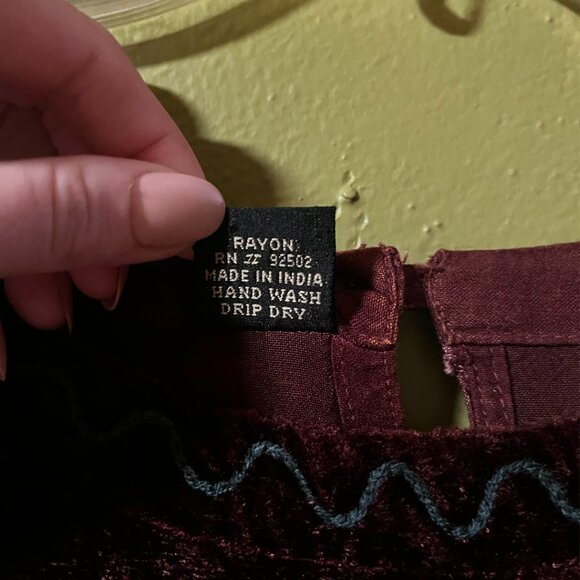 RAYON
RN # 92502
MADE IN INDIA
HAND WASH
DRIP DRY